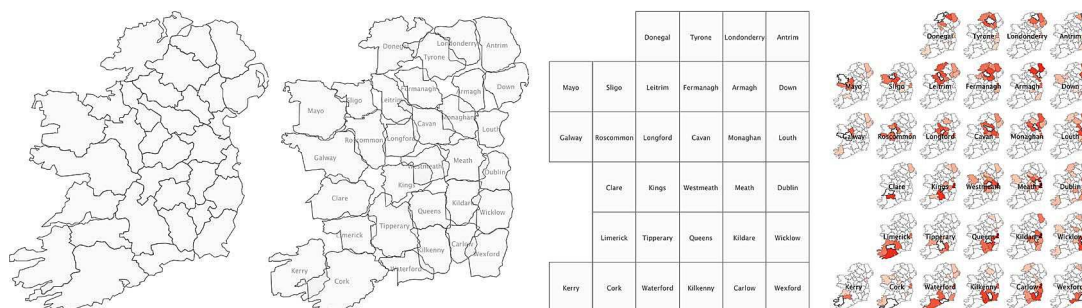 Donegal
Londonderry
Antrim
Tyrone
Fermanagh
Armagh
Down
Mayo
Sligo
Leitrim
Monaghan
Cavan
Louth
Roscommon
Longford
Galway
Westmeath
Meath
Dublin
Kings
Clare
Queens
Kildare
Wicklow
Tipperary
Limerick
Kilkenny
Carlow
Wexford
Kerry
Cork
Waterford
Donegal Tyrone Londonderry Antrim
Mayo Sligo Leitrim Fermanagh Armagh Down
Galway Roscommon Longford Cavan Monaghan Louth
Clare Kings Westmeath Meath Dublin
Limerick Tipperary Queens Kildare Wicklow
Kerry Cork Waterford Kilkenny Carlow Wexford
Donegal Tyrone Londonderry Antrim
Mayo Sligo Leitrim Fermanagh Armagh Down
Galway Roscommon Longford Cavan Monaghan Louth
Clare Kings Westmeath Meath Dublin
Limerick Tipperary Queens Kildare Wicklow
Kerry Cork Waterford Kilkenny Carlow Wexford